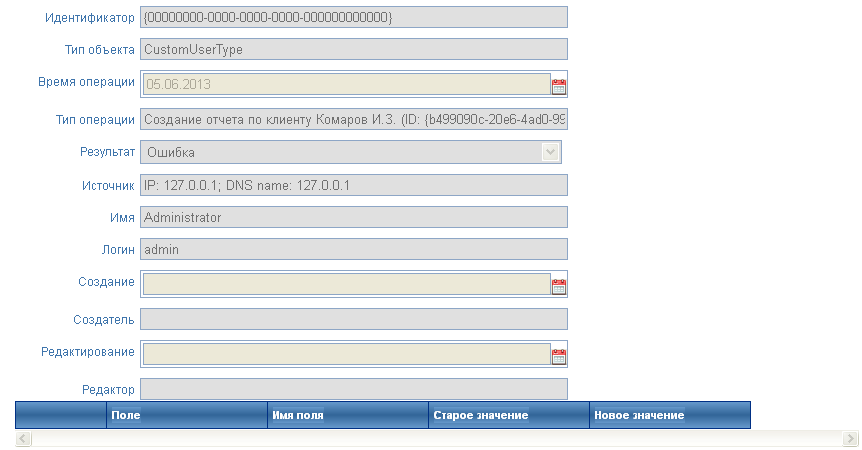 Идентификатор {00000000-0000-0000-0000-000000000000}
Тип объекта CustomUserType
Время операции 05.06.2013
Тип операции Создание отчета по клиенту Комаров И.З. (ID: {b499090c-20e6-4ad0-99
Результат Ошибка
Источник IP: 127.0.0.1; DNS name: 127.0.0.1
Имя Administrator
Логин admin
Создание
Создатель
Редактирование
Редактор
Поле Имя поля Старое значение Новое значение